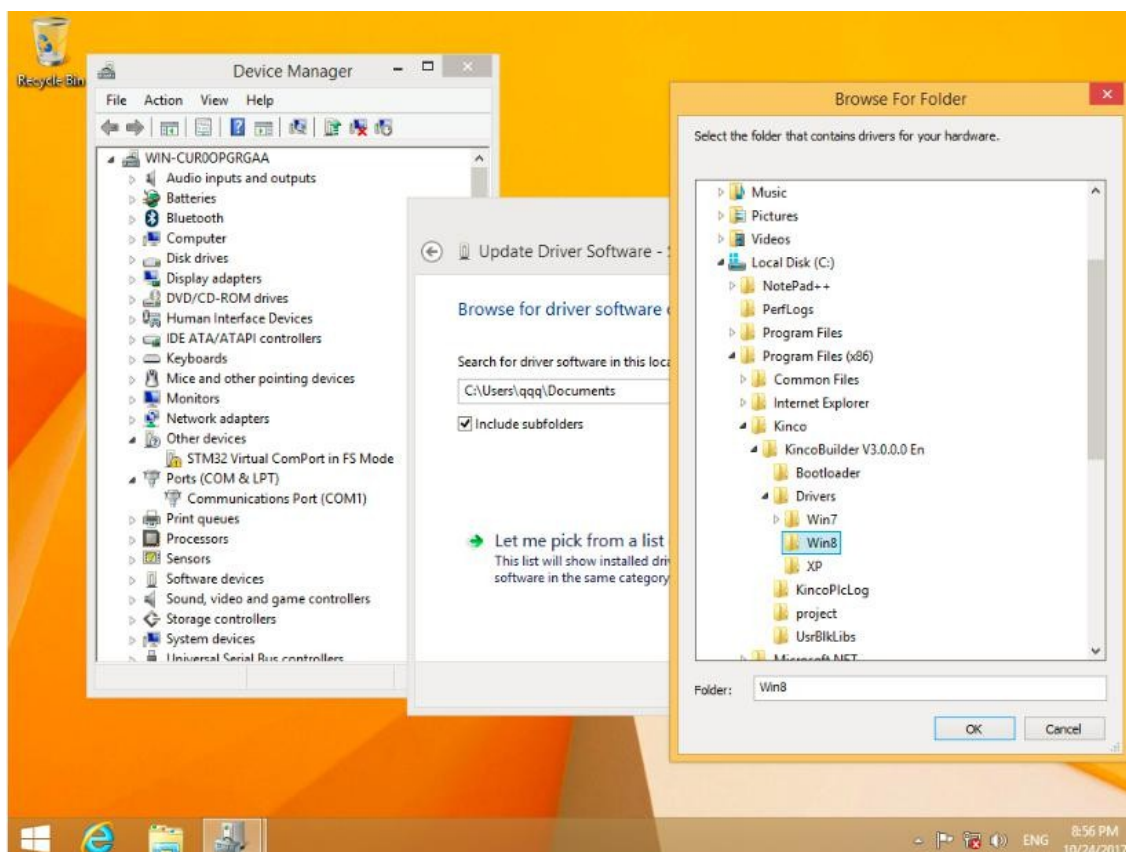 Recycle Bin
Device Manager
File Action View Help
WIN-CUR0OPGRGAA
Audio inputs and outputs
Batteries
Bluetooth
Computer
Disk drives
Display adapters
DVD/CD-ROM drives
Human Interface Devices
IDE ATA/ATAPI controllers
Keyboards
Mice and other pointing devices
Monitors
Network adapters
Other devices
STM32 Virtual ComPort in FS Mode
Ports (COM & LPT)
Communications Port (COM1)
Print queues
Processors
Sensors
Software devices
Sound, video and game controllers
Storage controllers
System devices
Universal Serial Bus controllers
Update Driver Software -
Browse for driver software
Search for driver software in this loca
C:\Users\qqq\Documents
Include subfolders
Let me pick from a list
This list will show installed driv
software in the same category
Browse For Folder
Select the folder that contains drivers for your hardware.
Music
Pictures
Videos
Local Disk (C:)
NotePad++
PerfLogs
Program Files
Program Files (x86)
Common Files
Internet Explorer
Kinco
KincoBuilder V3.0.0.0 En
Bootloader
Drivers
Win7
Win8
XP
KincoPlcLog
project
UsrBlkLibs
Microsoft.NET
Folder: Win8
OK Cancel
ENG
8:56 PM
10/24/2017